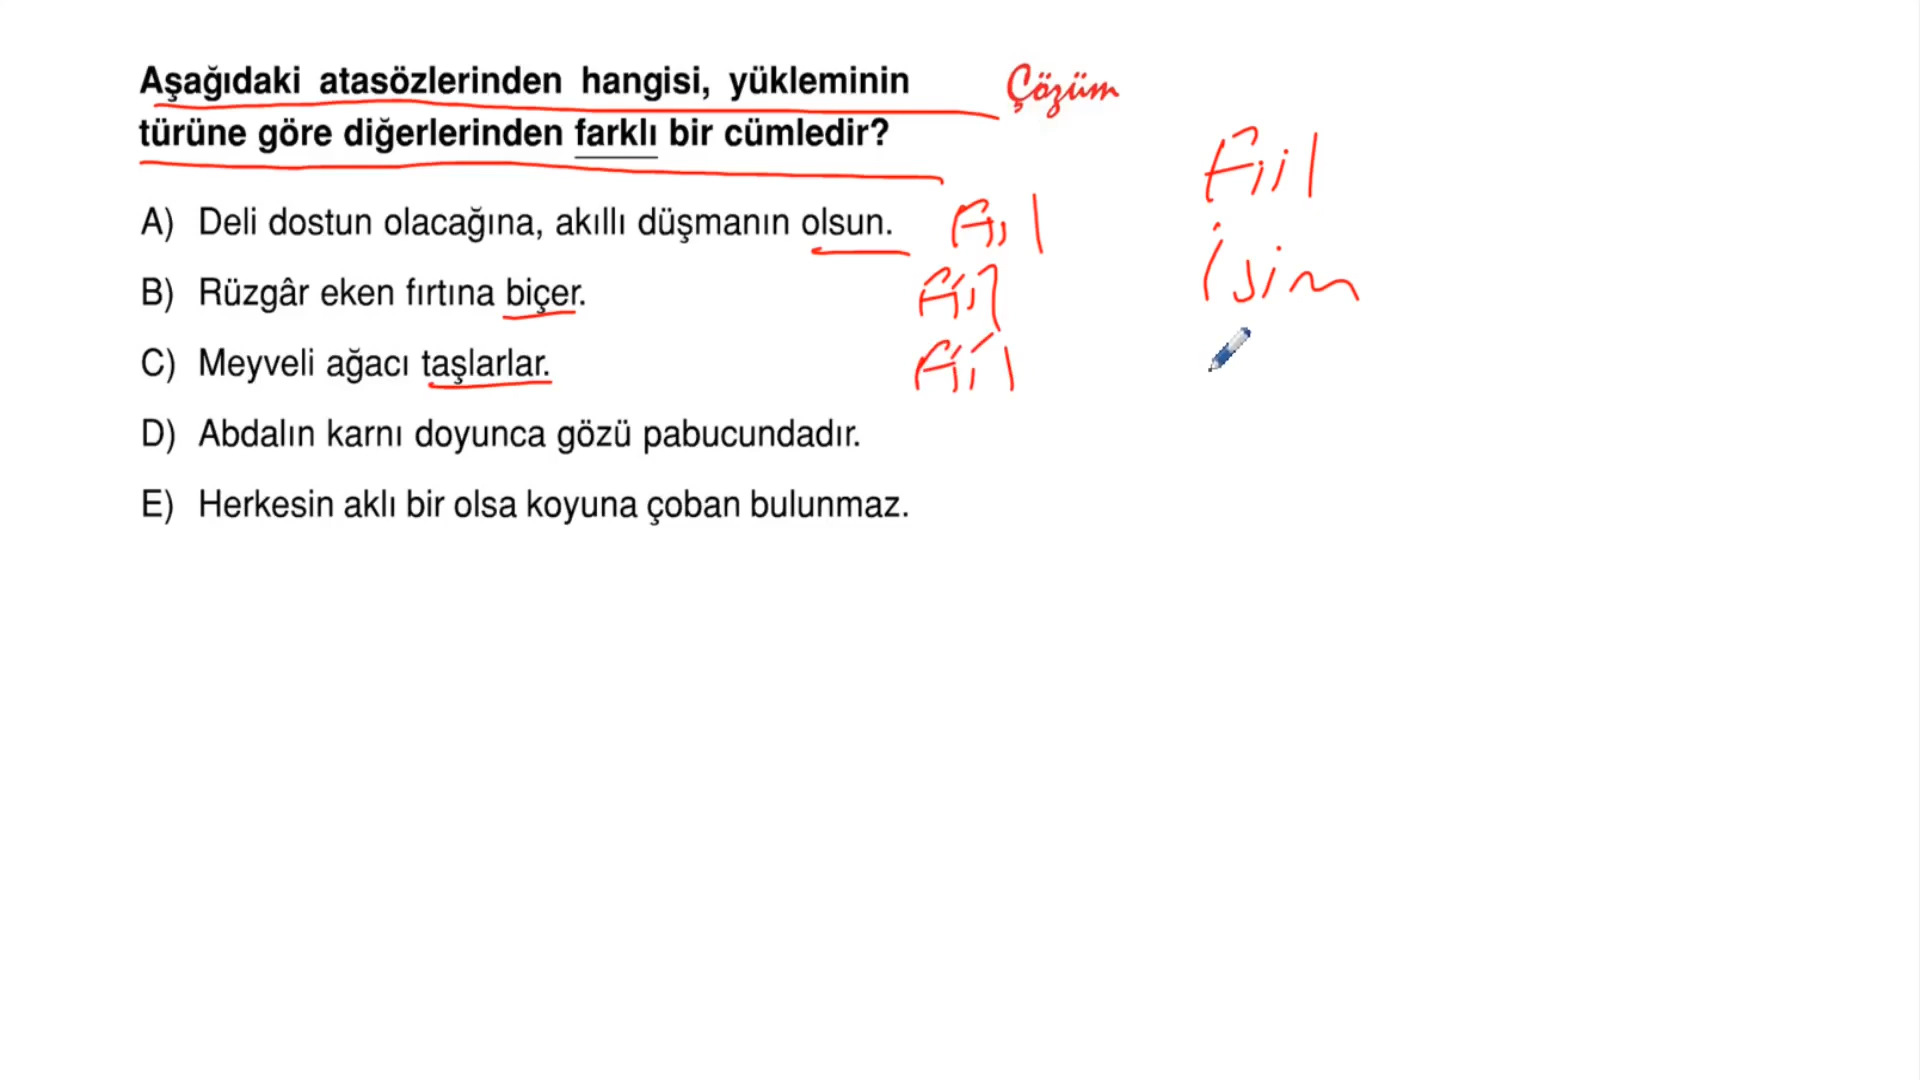 Aşağıdaki atasözlerinden hangisi, yükleminin
türüne göre diğerlerinden farklı bir cümledir?
Çözüm
Fiil
İsim
A) Deli dostun olacağına, akıllı düşmanın olsun. Fiil
B) Rüzgâr eken fırtına biçer. Fiil
C) Meyveli ağacı taşlarlar. Fiil
D) Abdalın karnı doyunca gözü pabucundadır.
E) Herkesin aklı bir olsa koyuna çoban bulunmaz.